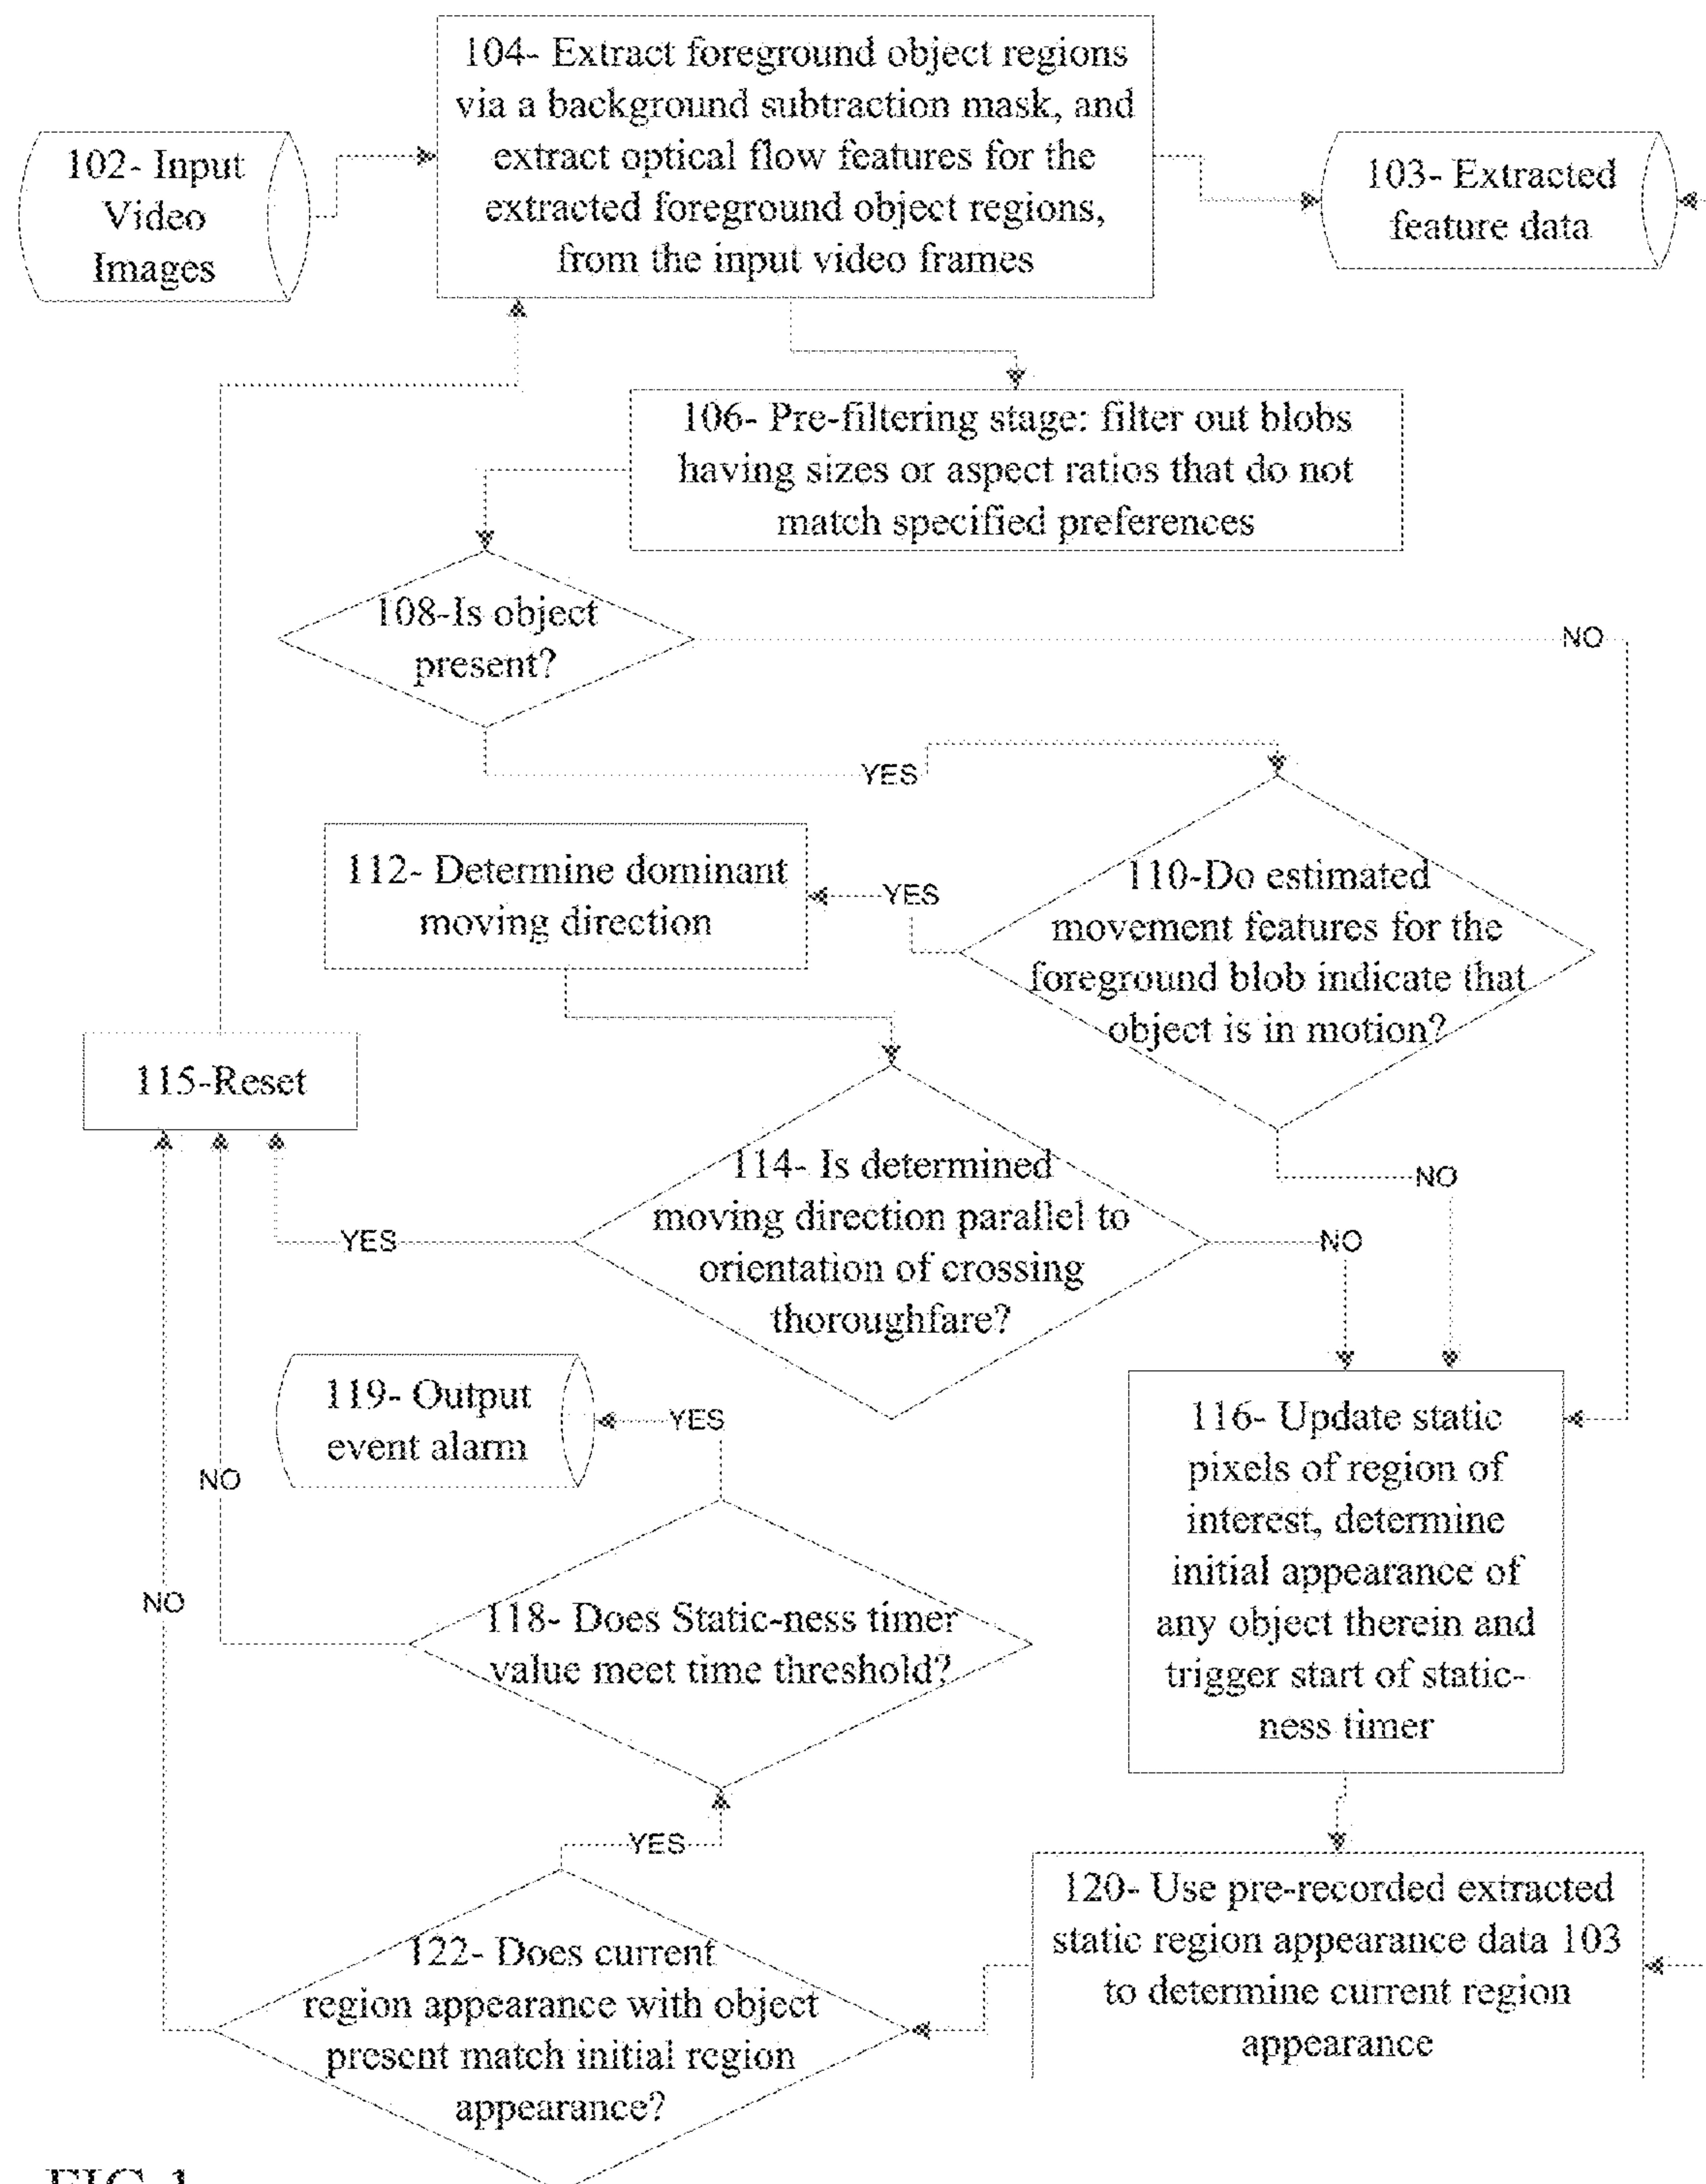 104- Extract foreground object regions
via a background subtraction mask, and
extract optical flow features for the
extracted foreground object regions,
from the input video frames
102- Input
Video
Images
103- Extracted
feature data
106- Pre-filtering stage: filter out blobs
having sizes or aspect ratios that do not
match specified preferences
108-Is object
present?
NO
YES
112- Determine dominant
moving direction
YES
110-Do estimated
movement features for the
foreground blob indicate that
object is in motion?
115-Reset
114- Is determined
moving direction parallel to
orientation of crossing
thoroughfare?
NO
YES
NO
119- Output
event alarm
YES
116- Update static
pixels of region of
interest, determine
initial appearance of
any object therein and
trigger start of static-
ness timer
NO
NO
118- Does Static-ness timer
value meet time threshold?
YES
120- Use pre-recorded extracted
static region appearance data 103
to determine current region
appearance
122- Does current
region appearance with object
present match initial region
appearance?
FIG 1